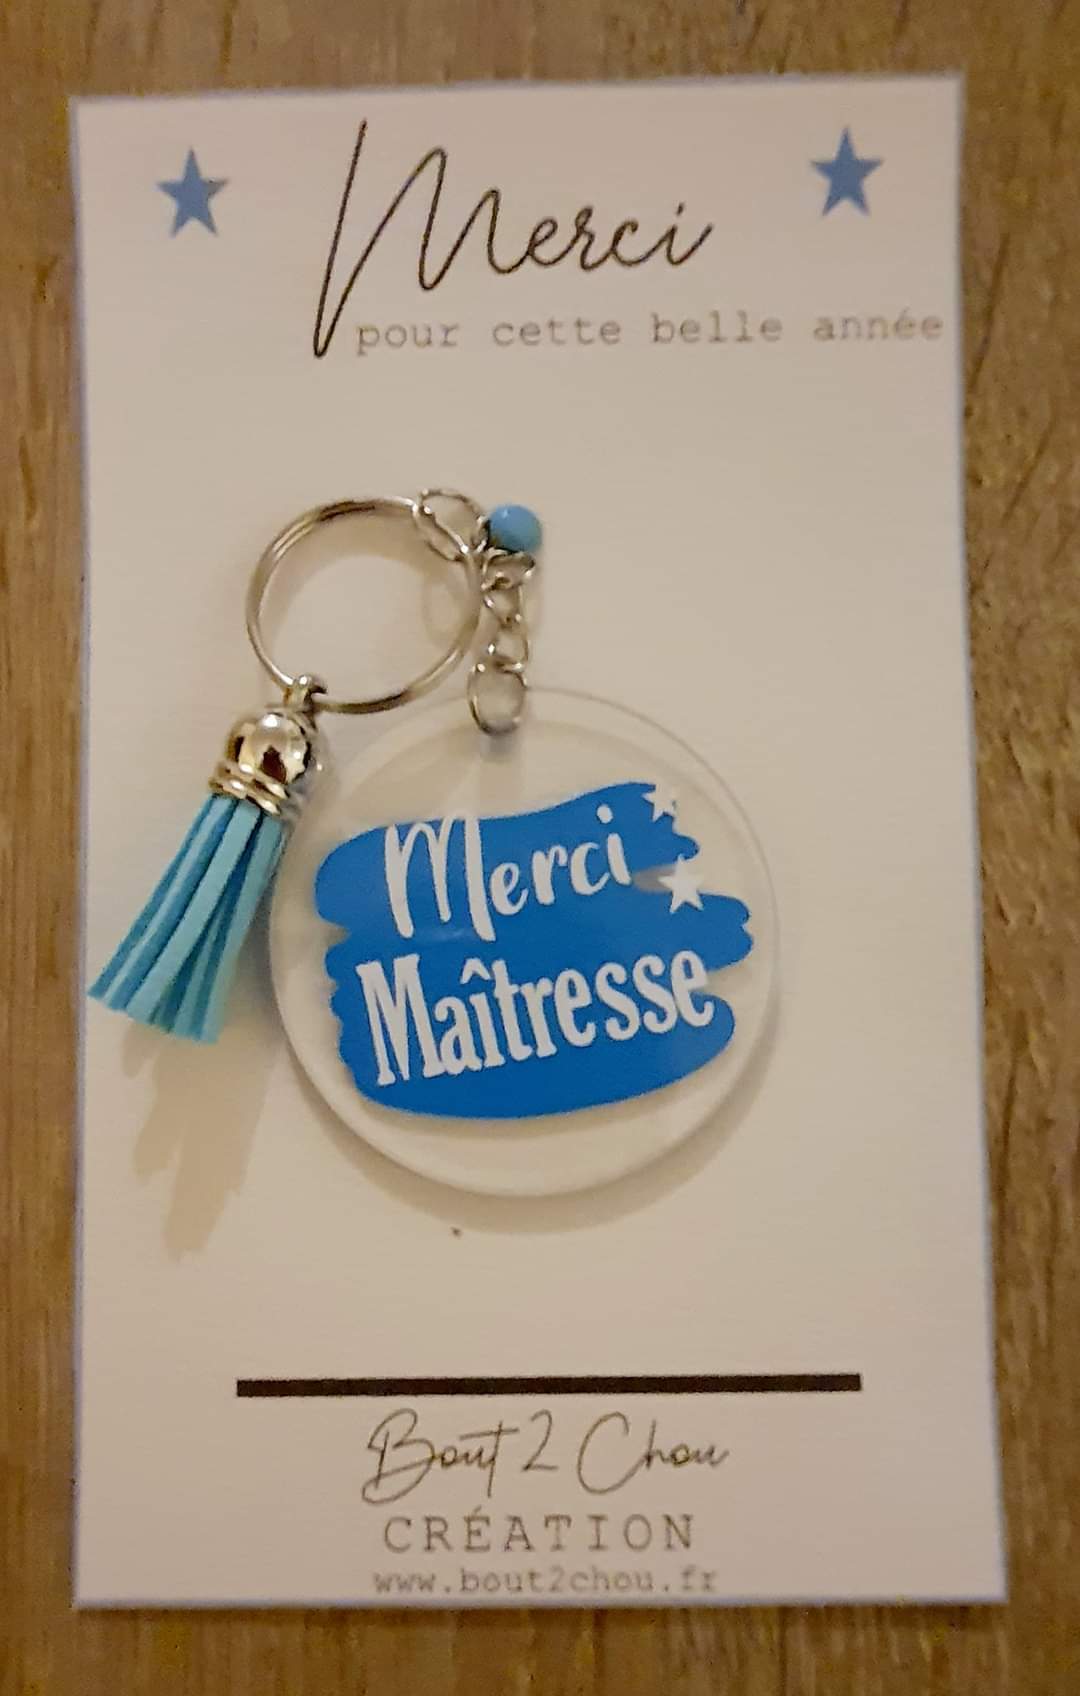 Merci
pour cette belle année
Merci
Maîtresse
Bout 2 Chou
CRÉATION
www.bout2chou.fr